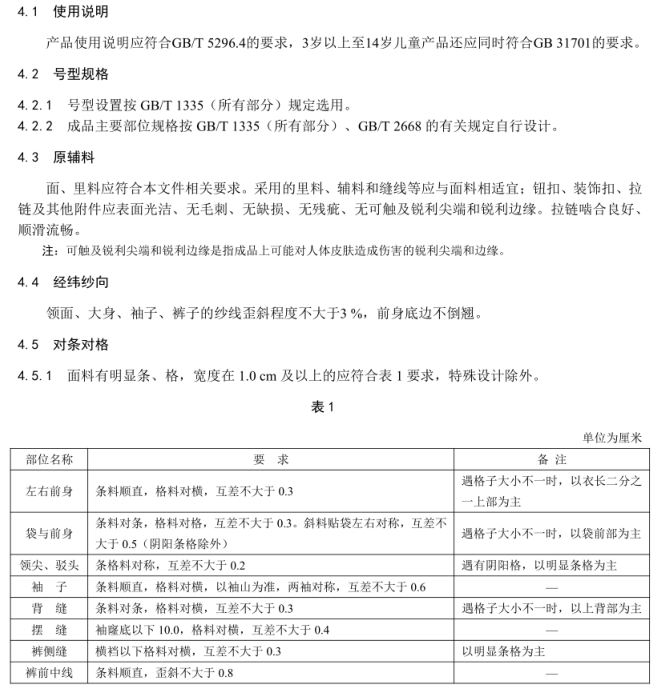 4.1 使用说明
产品使用说明应符合GB/T 5296.4的要求，3岁以上至14岁儿童产品还应同时符合GB 31701的要求。
4.2 号型规格
4.2.1 号型设置按 GB/T 1335（所有部分）规定选用。
4.2.2 成品主要部位规格按 GB/T 1335（所有部分）、GB/T 2668 的有关规定自行设计。
4.3 原辅料
面、里料应符合本文件相关要求。采用的里料、辅料和缝线等应与面料相适宜；钮扣、装饰扣、拉
链及其他附件应表面光洁、无毛刺、无缺损、无残疵、无可触及锐利尖端和锐利边缘。拉链啮合良好、
顺滑流畅。
注：可触及锐利尖端和锐利边缘是指成品上可能对人体皮肤造成伤害的锐利尖端和边缘。
4.4 经纬纱向
领面、大身、袖子、裤子的纱线歪斜程度不大于3 %，前身底边不倒翘。
4.5 对条对格
4.5.1 面料有明显条、格，宽度在 1.0 cm 及以上的应符合表 1 要求，特殊设计除外。
表 1
单位为厘米
部位名称 要 求 备 注
左右前身 条料顺直，格料对横，互差不大于 0.3 遇格子大小不一时，以衣长二分之
一上部为主
袋与前身 条料对条，格料对格，互差不大于 0.3。斜料贴袋左右对称，互差不
大于 0.5（阴阳条格除外） 遇格子大小不一时，以袋前部为主
领尖、驳头 条格料对称，互差不大于 0.2 遇有阴阳格，以明显条格为主
袖 子 条料顺直，格料对横，以袖山为准，两袖对称，互差不大于 0.6 —
背 缝 条料对条，格料对横，互差不大于 0.3 遇格子大小不一时，以上背部为主
摆 缝 袖窿底以下 10.0，格料对横，互差不大于 0.4 —
裤侧缝 横裆以下格料对横，互差不大于 0.3 以明显条格为主
裤前中线 条料顺直，歪斜不大于 0.8 —